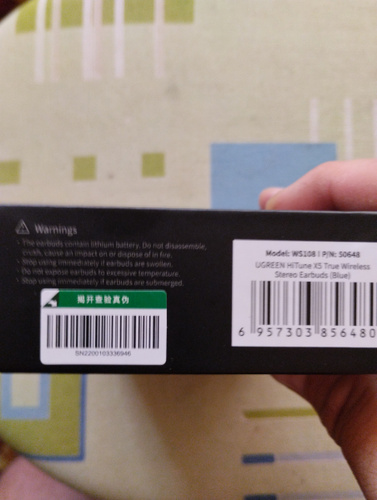 Warnings
- The earbuds contain lithium battery. Do not disassemble,
crush, cause an impact on or dispose of in fire.
- Stop using immediately if earbuds are swollen.
- Do not expose earbuds to excessive temperature.
- Stop using immediately if earbuds are submerged.
揭开查验真伪
SN2200103336946
Model: WS108 | P/N: 50648
UGREEN HiTune X5 True Wireless
Stereo Earbuds (Blue)
6 957303 856480